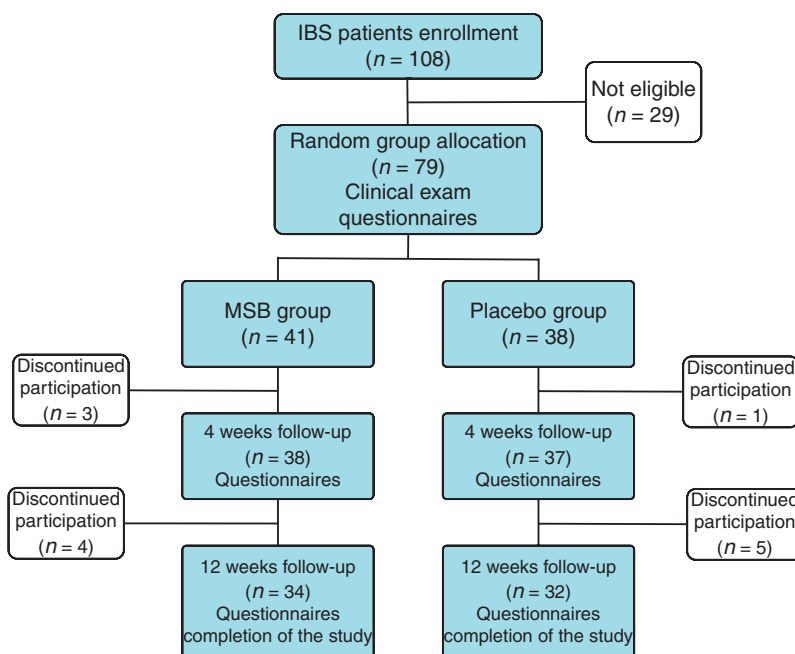 IBS patients enrollment
(n = 108)
Not eligible
(n = 29)
Random group allocation
(n = 79)
Clinical exam
questionnaires
MSB group
(n = 41)
Placebo group
(n = 38)
Discontinued
participation
(n = 3)
Discontinued
participation
(n = 1)
4 weeks follow-up
(n = 38)
Questionnaires
4 weeks follow-up
(n = 37)
Questionnaires
Discontinued
participation
(n = 4)
Discontinued
participation
(n = 5)
12 weeks follow-up
(n = 34)
Questionnaires
completion of the study
12 weeks follow-up
(n = 32)
Questionnaires
completion of the study